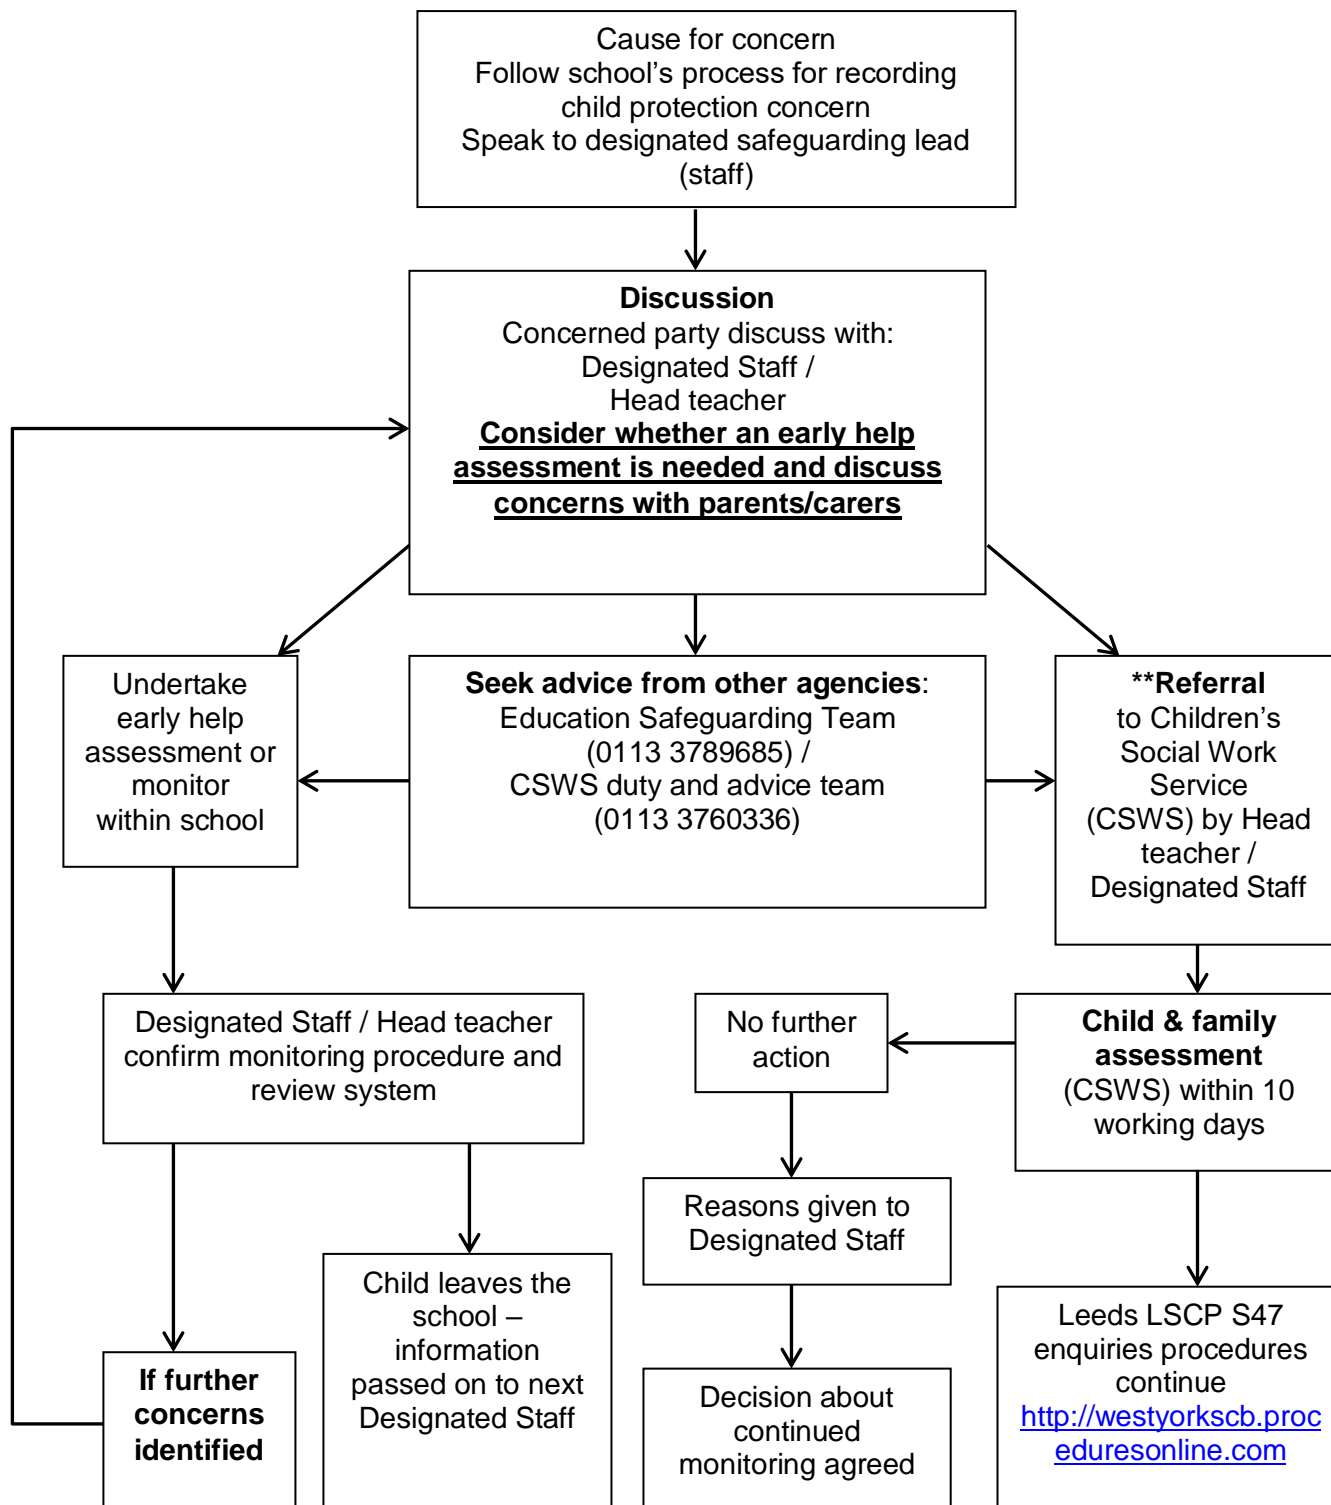 Cause for concern
Follow school’s process for recording
child protection concern
Speak to designated safeguarding lead
(staff)
Discussion
Concerned party discuss with:
Designated Staff /
Head teacher
Consider whether an early help
assessment is needed and discuss
concerns with parents/carers
Undertake
early help
assessment or
monitor
within school
Seek advice from other agencies:
Education Safeguarding Team
(0113 3789685) /
CSWS duty and advice team
(0113 3760336)
**Referral
to Children’s
Social Work
Service
(CSWS) by Head
teacher /
Designated Staff
Designated Staff / Head teacher
confirm monitoring procedure and
review system
No further
action
Child & family
assessment
(CSWS) within 10
working days
Reasons given to
Designated Staff
If further
concerns
identified
Child leaves the
school –
information
passed on to next
Designated Staff
Decision about
continued
monitoring agreed
Leeds LSCP S47
enquiries procedures
continue
http://westyorkscb.proc
eduresonline.com